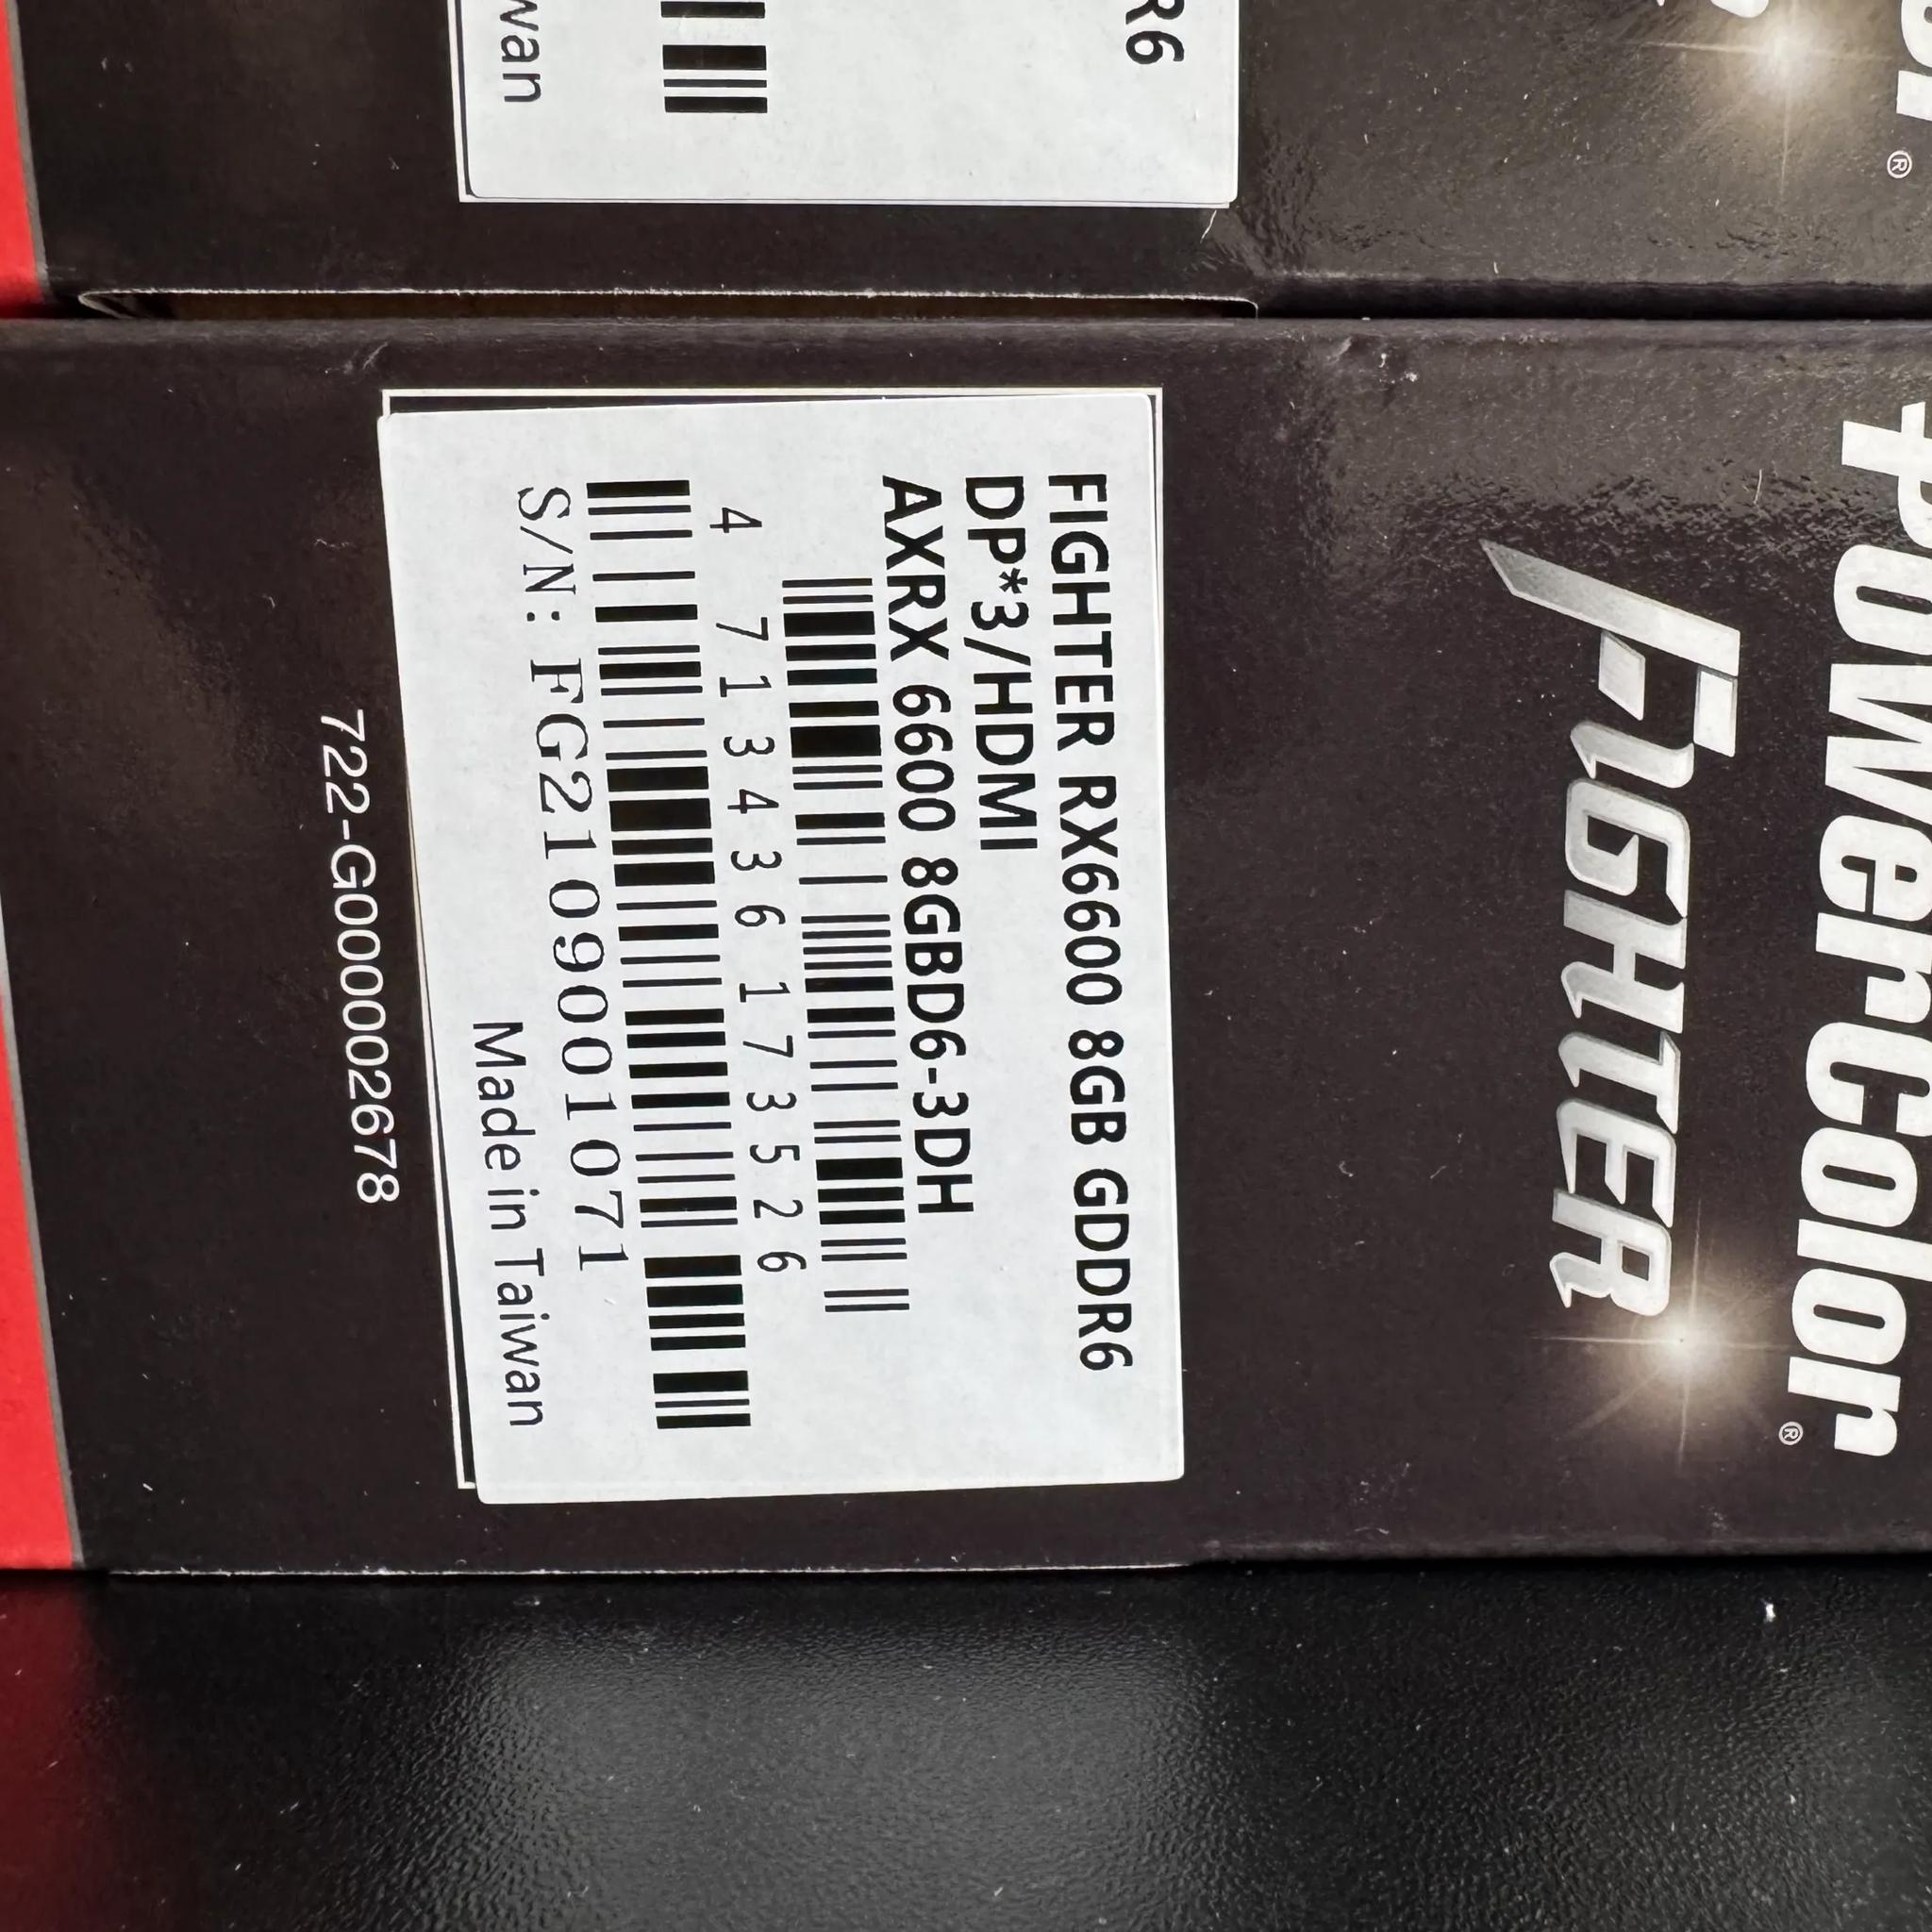 PowerColor®
FIGHTER
FIGHTER RX6600 8GB GDDR6
DP*3/HDMI
AXRX 6600 8GBD6-3DH
4 713436 173526
S/N: FG2109001071
Made in Taiwan
722-G000002678